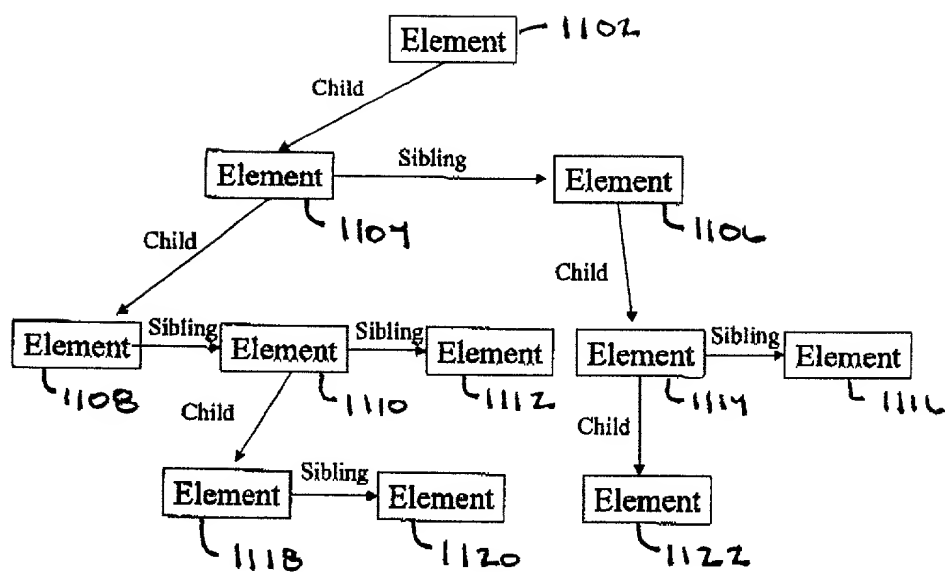 Element 1102
Child
Element Sibling Element
1104 1106
Child Child
Element Sibling Element Sibling Element Element Sibling Element
1108 1110 1112 1114 1116
Child Child
Element Sibling Element Element
1118 1120 1122